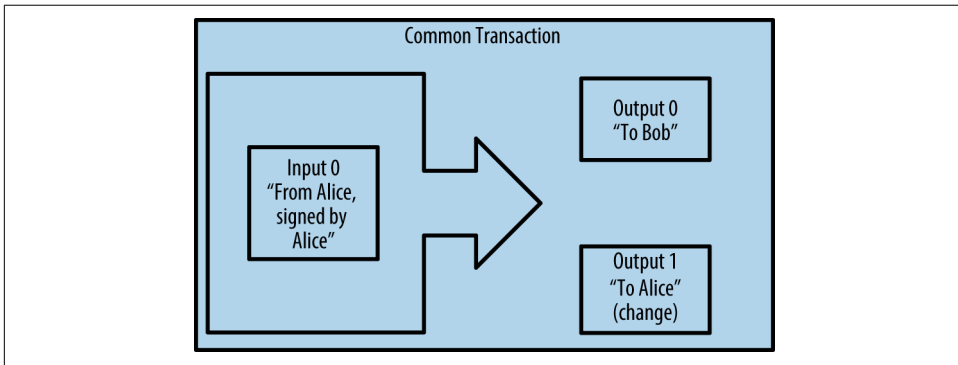 Common Transaction
Input 0
“From Alice,
signed by
Alice”
Output 0
“To Bob”
Output 1
“To Alice”
(change)